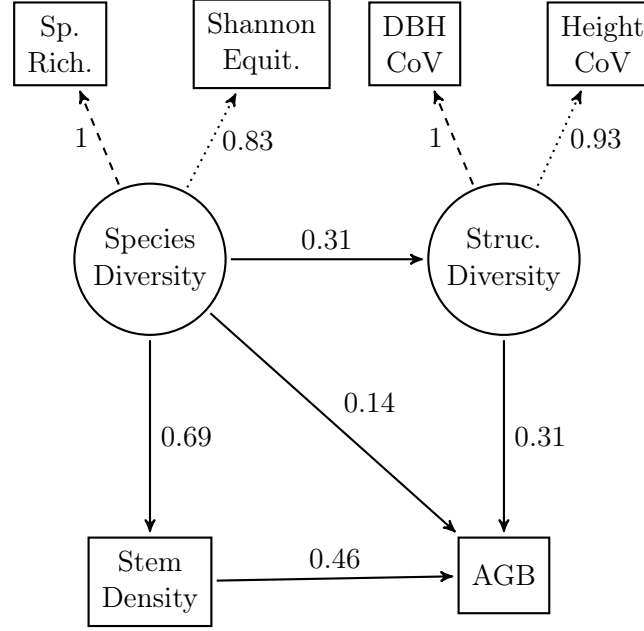 Sp.
Rich.
Shannon
Equit.
DBH
CoV
Height
CoV
1
0.83
1
0.93
Species
Diversity
0.31
Struc.
Diversity
0.69
0.14
0.31
Stem
Density
0.46
AGB